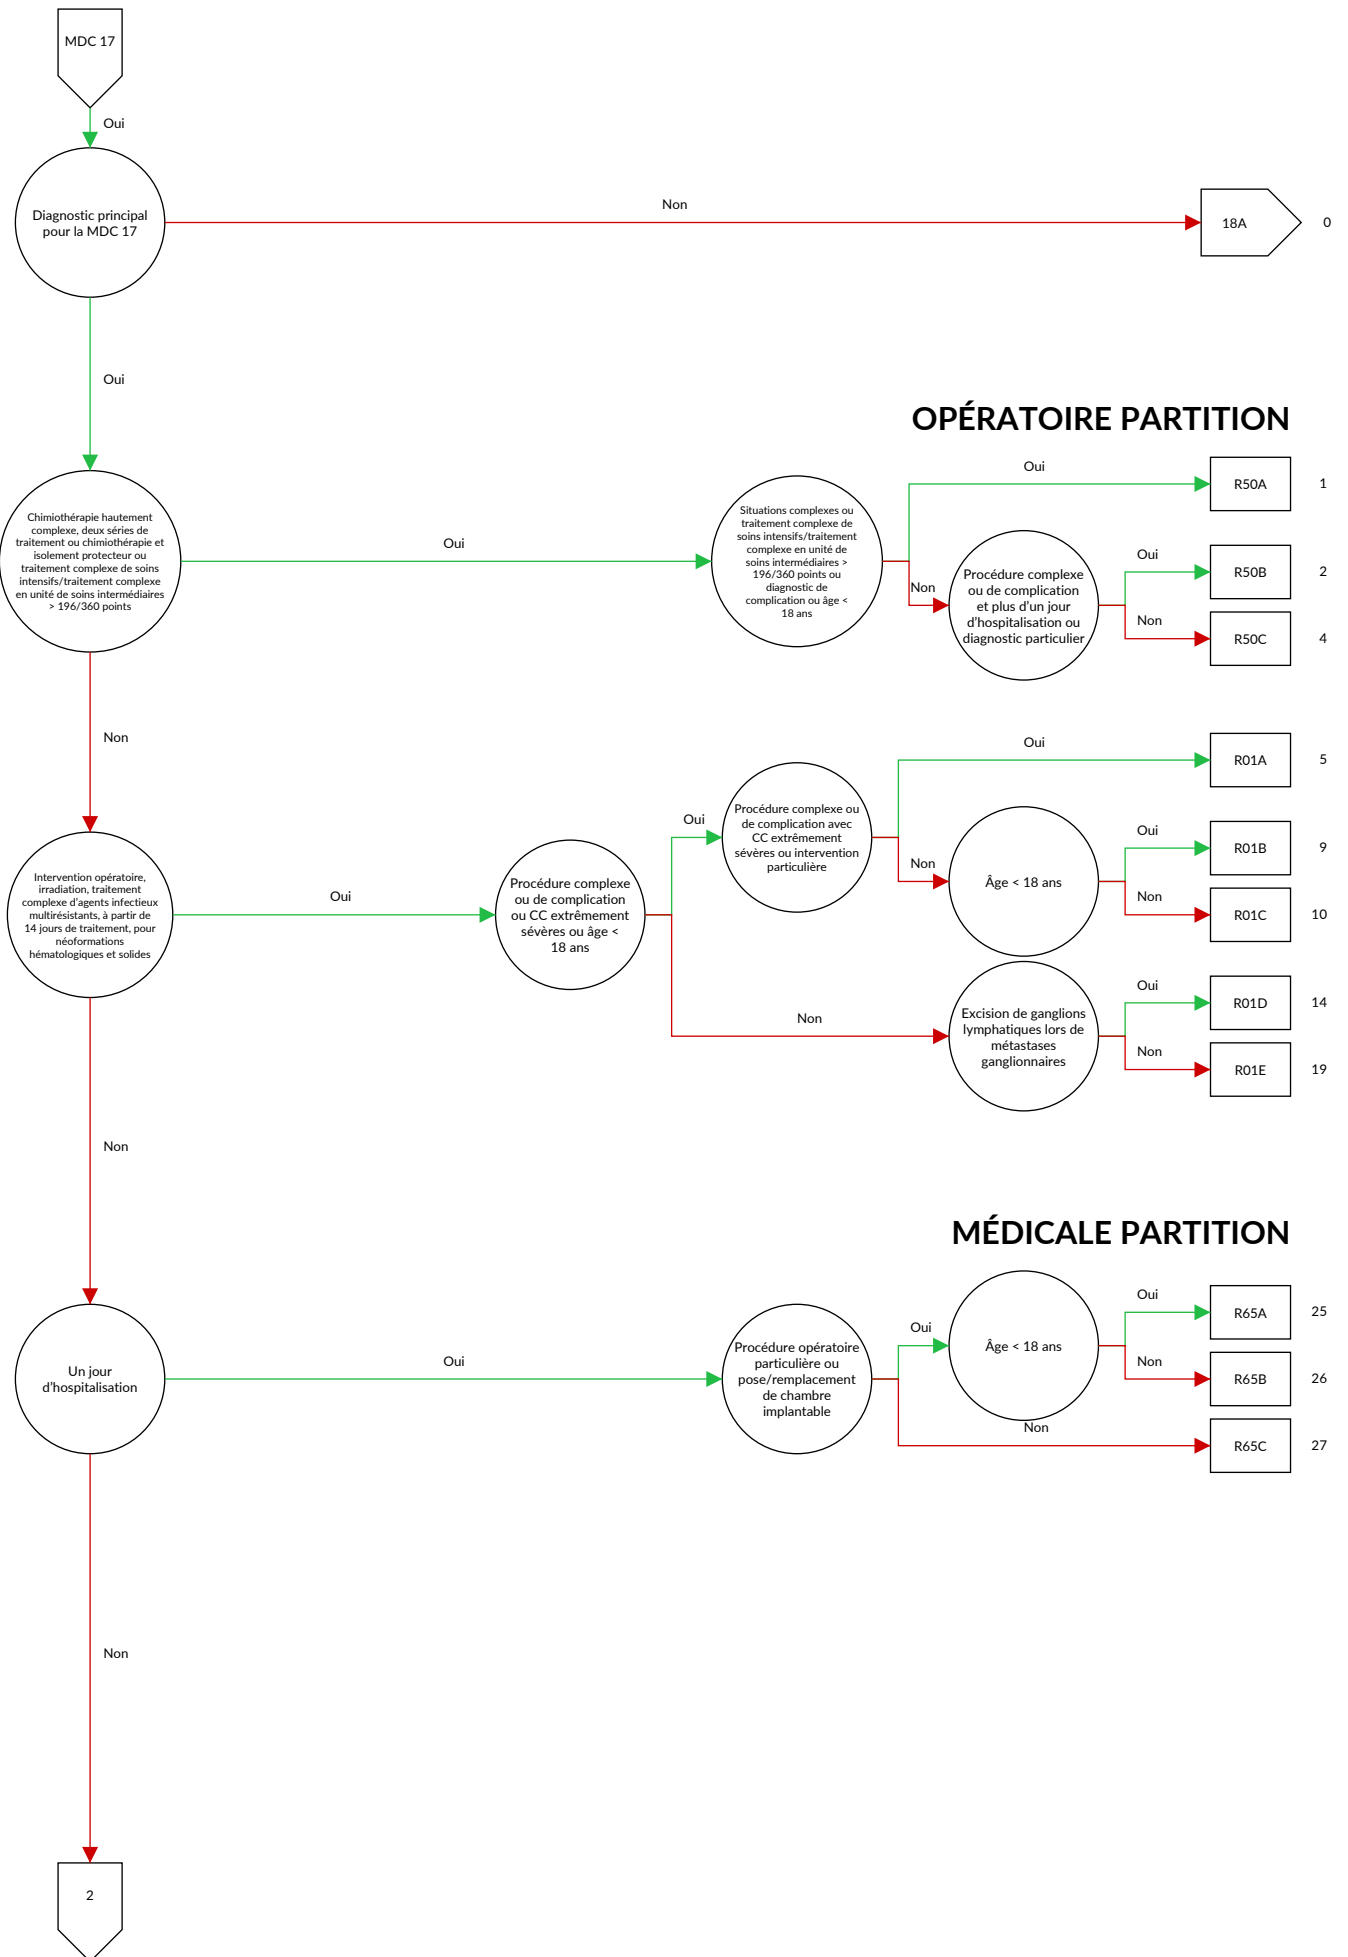 MDC 17
Oui
Diagnostic principal
pour la MDC 17
Non
18A
0
Oui
OPÉRATOIRE PARTITION
Chimiothérapie hautement
complexe, deux séries de
traitement ou chimiothérapie et
isolement protecteur ou
traitement complexe de soins
intensifs/traitement complexe
en unité de soins intermédiaires
> 196/360 points
Oui
Situations complexes ou
traitement complexe de
soins intensifs/traitement
complexe en unité de
soins intermédiaires >
196/360 points ou
diagnostic de
complication ou âge <
18 ans
Oui
R50A
1
Non
Procédure complexe
ou de complication
et plus d'un jour
d'hospitalisation ou
diagnostic particulier
Oui
R50B
2
Non
R50C
4
Non
Intervention opératoire,
irradiation, traitement
complexe d'agents infectieux
multirésistants, à partir de
14 jours de traitement, pour
néoformations
hématologiques et solides
Oui
Procédure complexe
ou de complication
ou CC extrêmement
sévères ou âge <
18 ans
Oui
Procédure complexe ou
de complication avec
CC extrêmement
sévères ou intervention
particulière
Oui
R01A
5
Non
Âge < 18 ans
Oui
R01B
9
Non
R01C
10
Non
Excision de ganglions
lymphatiques lors de
métastases
ganglionnaires
Oui
R01D
14
Non
R01E
19
Non
MÉDICALE PARTITION
Un jour
d'hospitalisation
Oui
Procédure opératoire
particulière ou
pose/remplacement
de chambre
implantable
Oui
Âge < 18 ans
Oui
R65A
25
Non
R65B
26
Non
R65C
27
Non
2